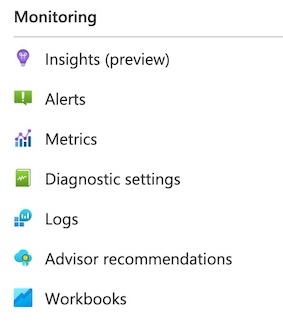 Monitoring
Insights (preview)
Alerts
Metrics
Diagnostic settings
Logs
Advisor recommendations
Workbooks